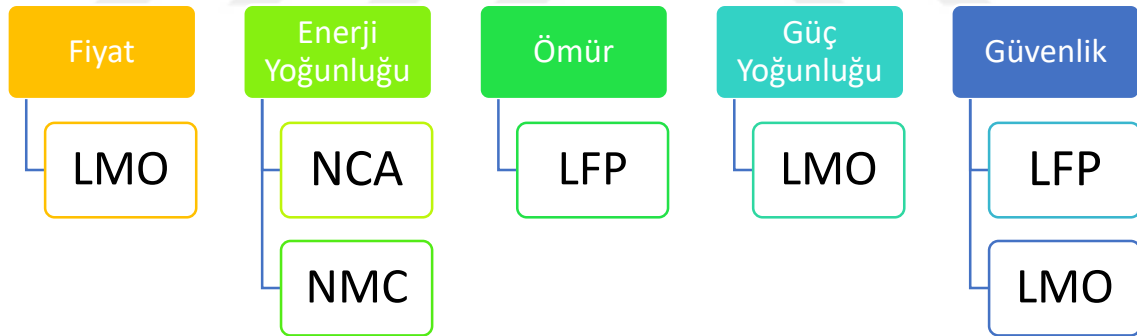 Fiyat
LMO
Enerji
Yoğunluğu
NCA
NMC
Ömür
LFP
Güç
Yoğunluğu
LMO
Güvenlik
LFP
LMO